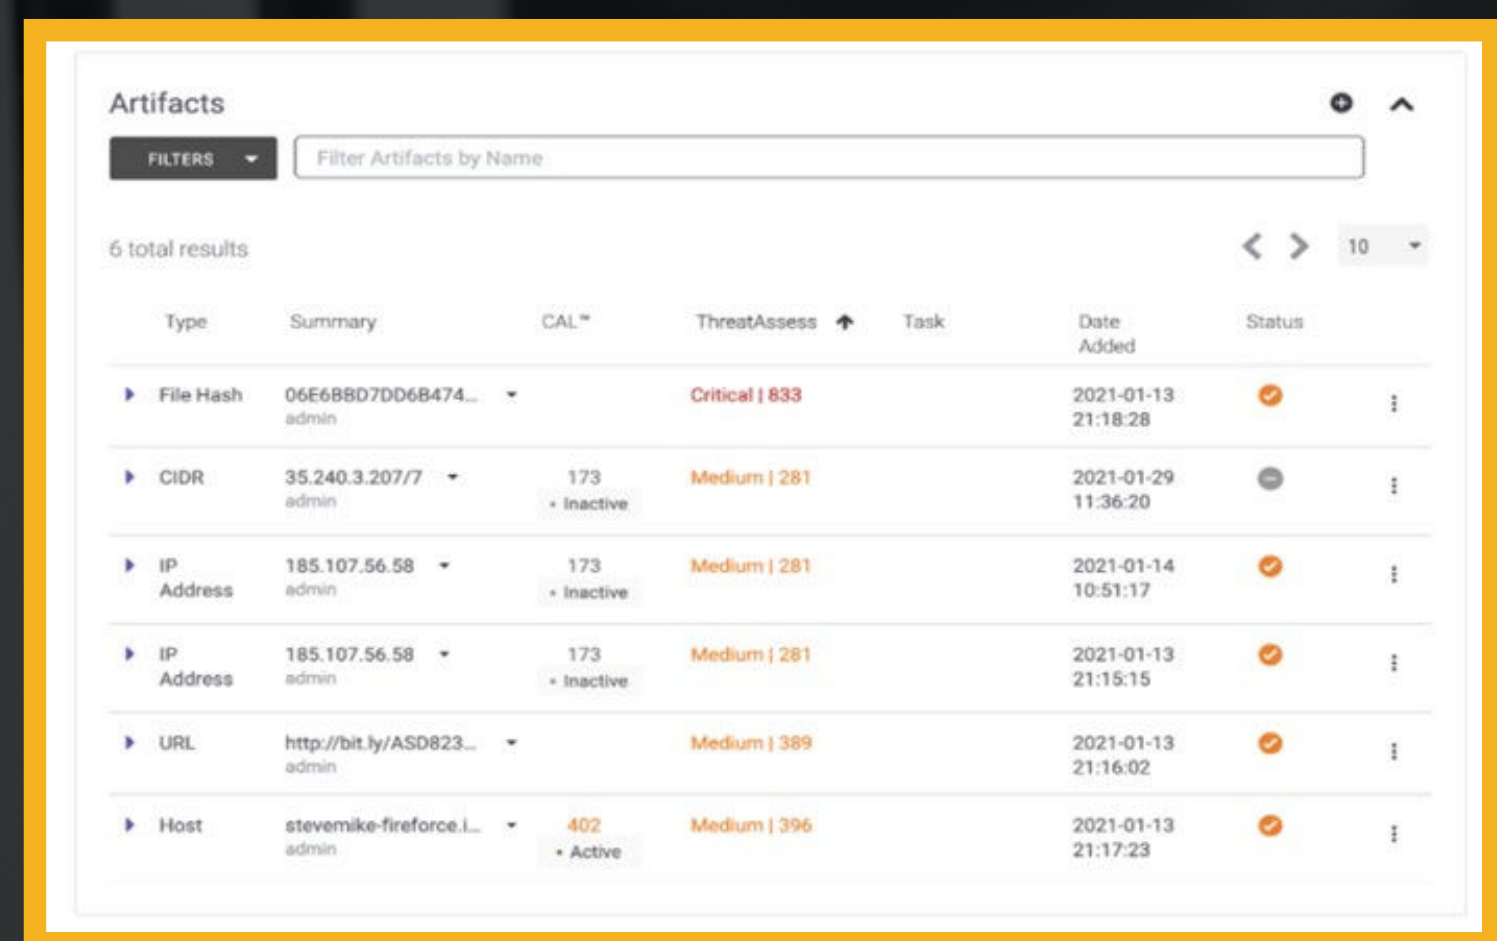 Artifacts
FILTERS
Filter Artifacts by Name
6 total results
10
Type Summary CAL™ ThreatAssess Task Date Added Status
File Hash 06E6BBD7DD6B474... Critical | 833 2021-01-13
admin 21:18:28
CIDR 35.240.3.207/7 173 Medium | 281 2021-01-29
admin • Inactive 11:36:20
IP 185.107.56.58 173 Medium | 281 2021-01-14
Address admin • Inactive 10:51:17
IP 185.107.56.58 173 Medium | 281 2021-01-13
Address admin • Inactive 21:15:15
URL http://bit.ly/ASD823... Medium | 389 2021-01-13
admin 21:16:02
Host stevemike-fireforce.i... 402 Medium | 396 2021-01-13
admin • Active 21:17:23